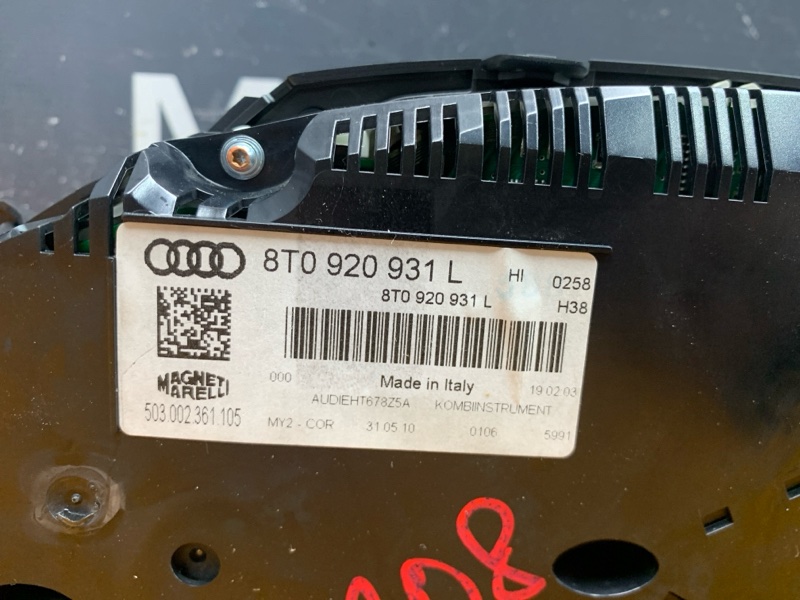 M
8T0 920 931 L HI 0258
8T0 920 931 L H38
000 Made in Italy 19 02 03
MAGNETI
MARELLI
AUDIEHT678Z5A KOMBIINSTRUMENT
503.002.361.105
MY2 - COR 31.05.10 0106 5991
108